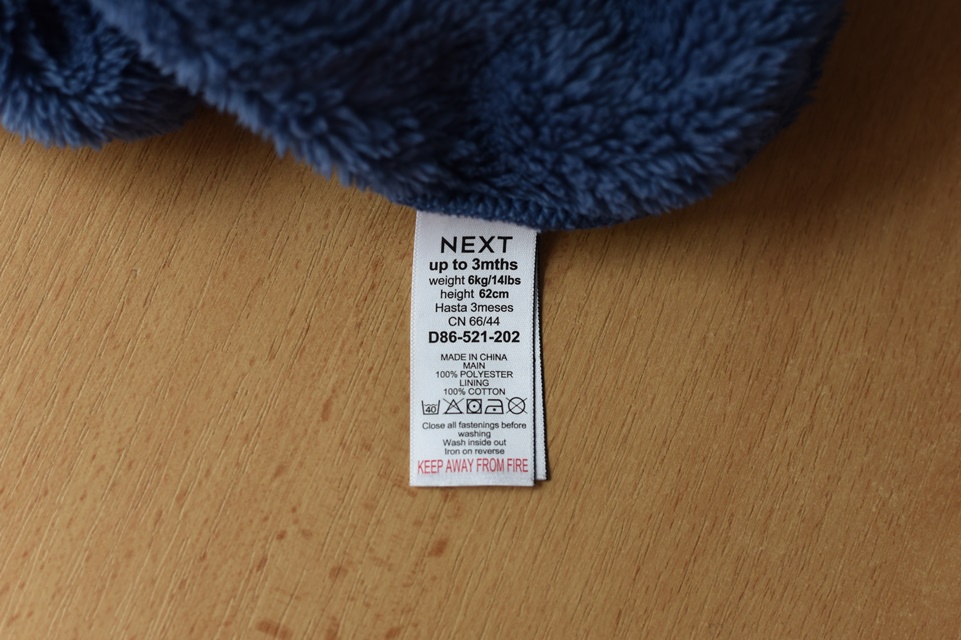 NEXT
up to 3mths
weight 6kg/14lbs
height 62cm
Hasta 3meses
CN 66/44
D86-521-202
MADE IN CHINA
MAIN
100% POLYESTER
LINING
100% COTTON
40
Close all fastenings before
washing
Wash inside out
Iron on reverse
KEEP AWAY FROM FIRE